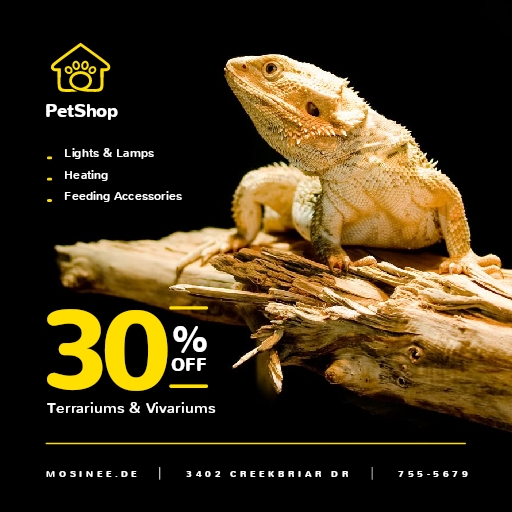 PetShop
Lights & Lamps
Heating
Feeding Accessories
30% OFF
Terrariums & Vivariums
MOSINEE.DE | 3402 CREEKBRIAR DR | 755-5679